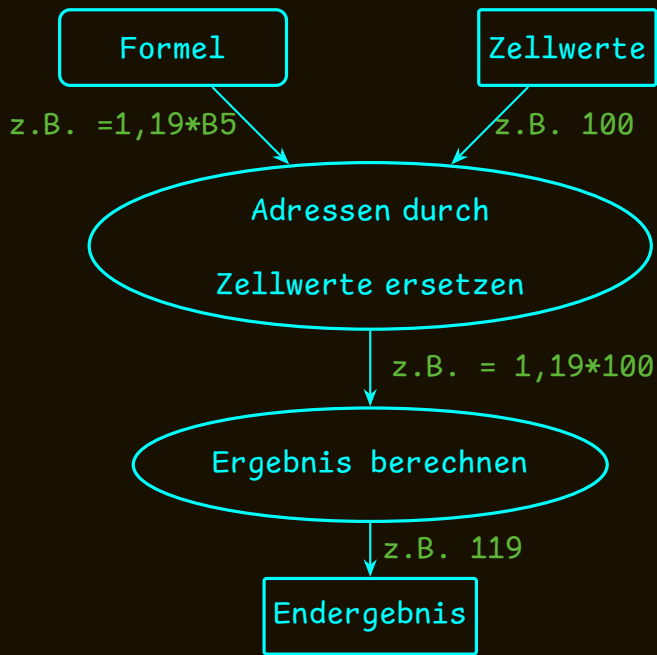 Formel
Zellwerte
z.B. =1,19*B5
z.B. 100
Adressen durch
Zellwerte ersetzen
z.B. = 1,19*100
Ergebnis berechnen
z.B. 119
Endergebnis